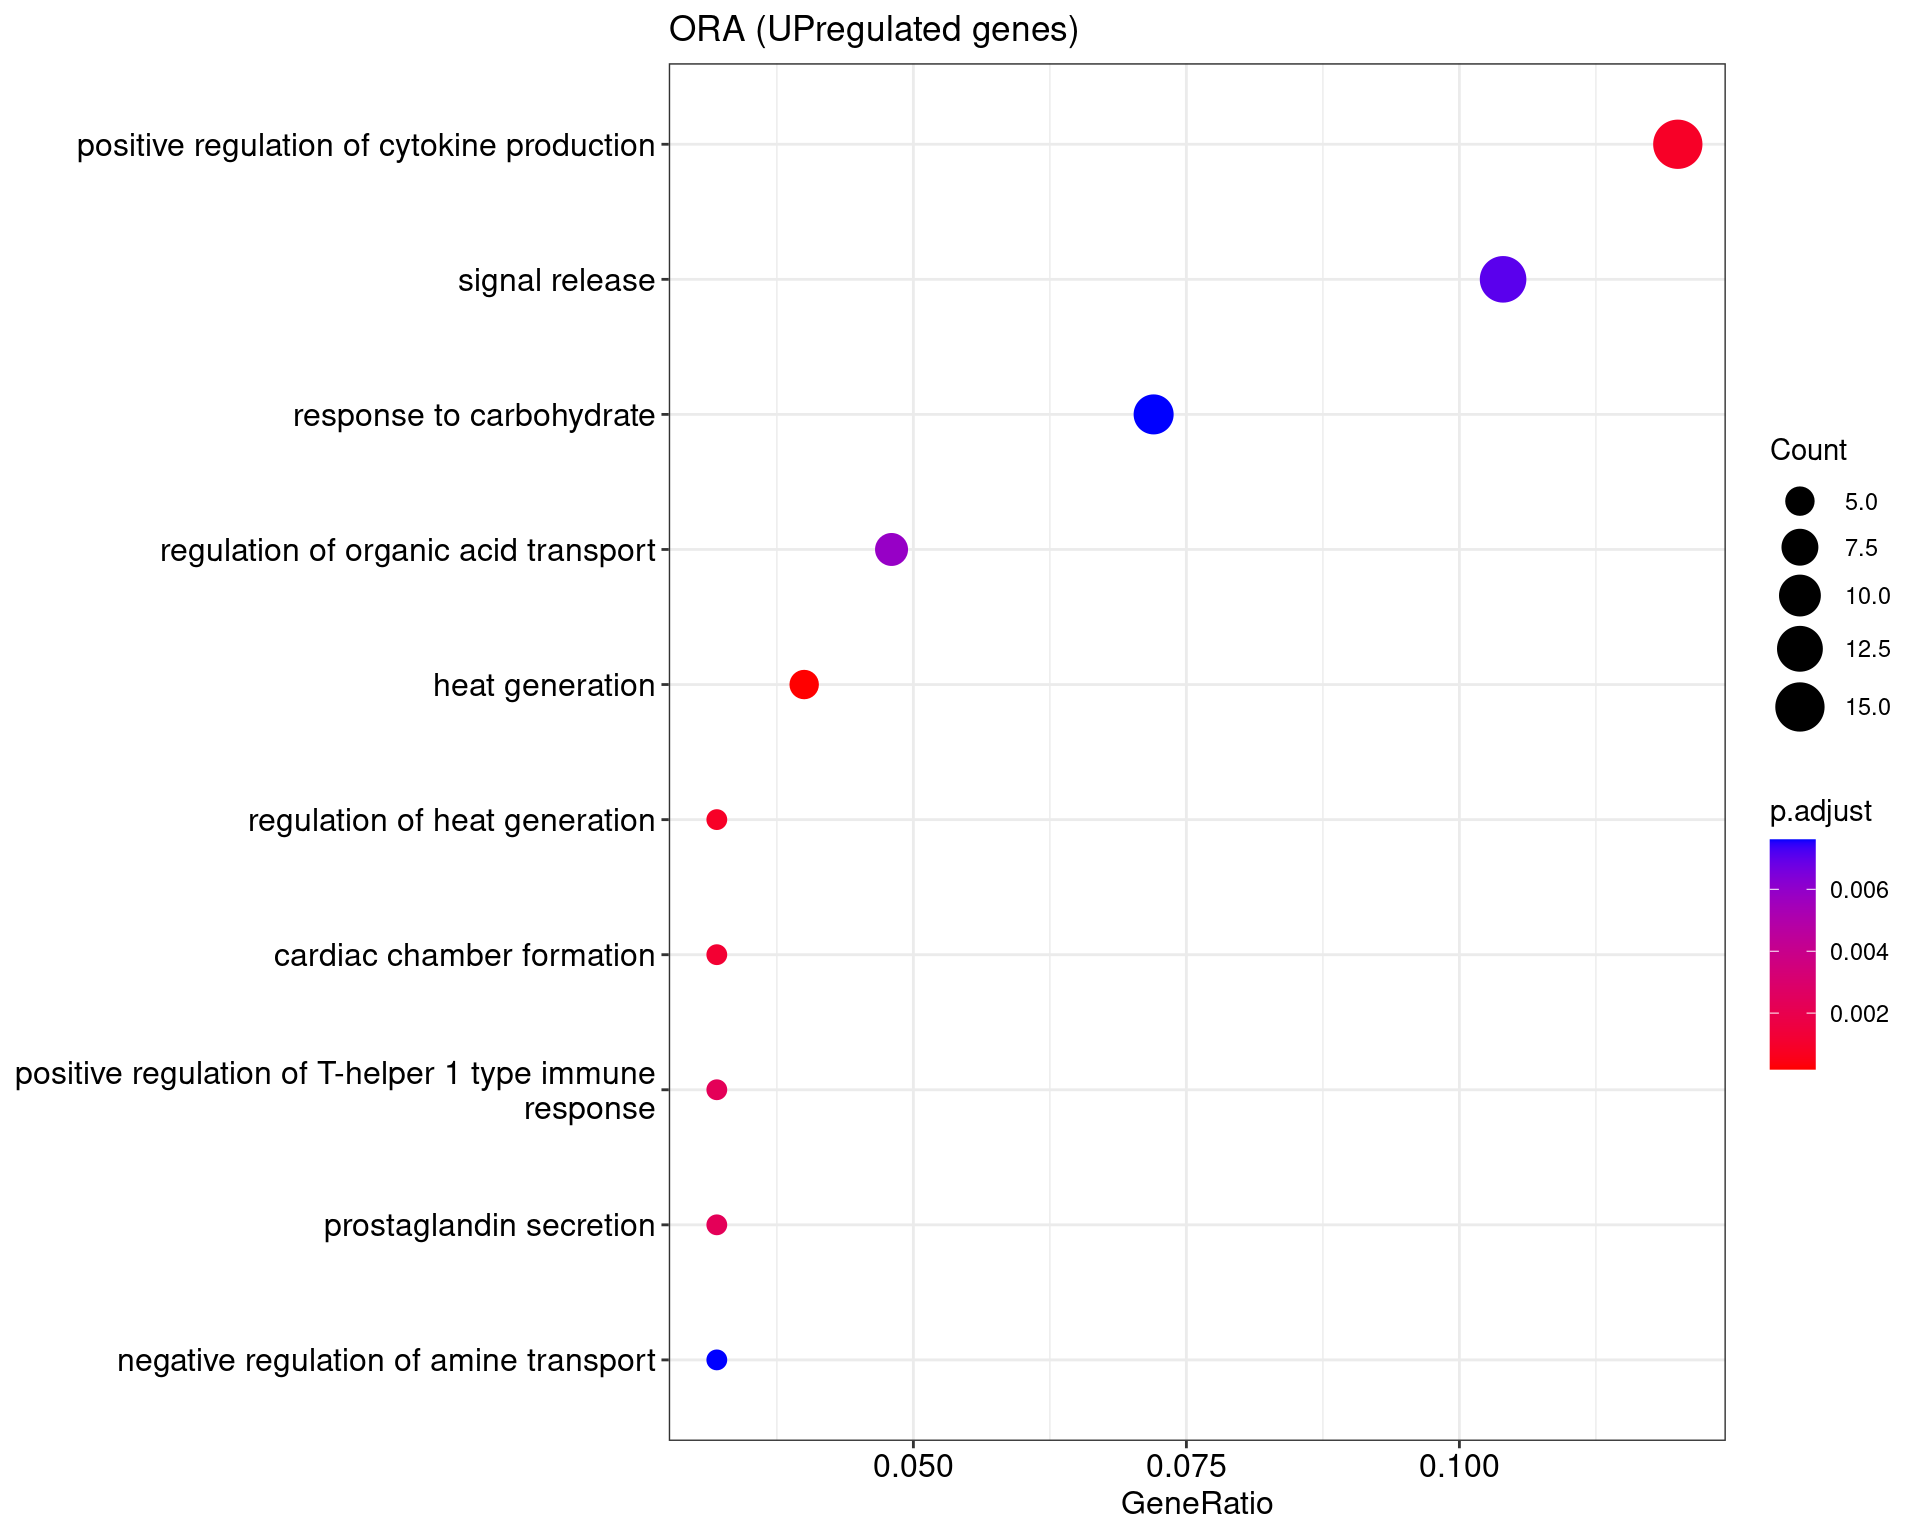 ORA (UPregulated genes)
positive regulation of cytokine production
signal release
response to carbohydrate
regulation of organic acid transport
heat generation
regulation of heat generation
cardiac chamber formation
positive regulation of T-helper 1 type immune
response
prostaglandin secretion
negative regulation of amine transport
0.050
0.075
0.100
GeneRatio
Count
5.0
7.5
10.0
12.5
15.0
p.adjust
0.006
0.004
0.002